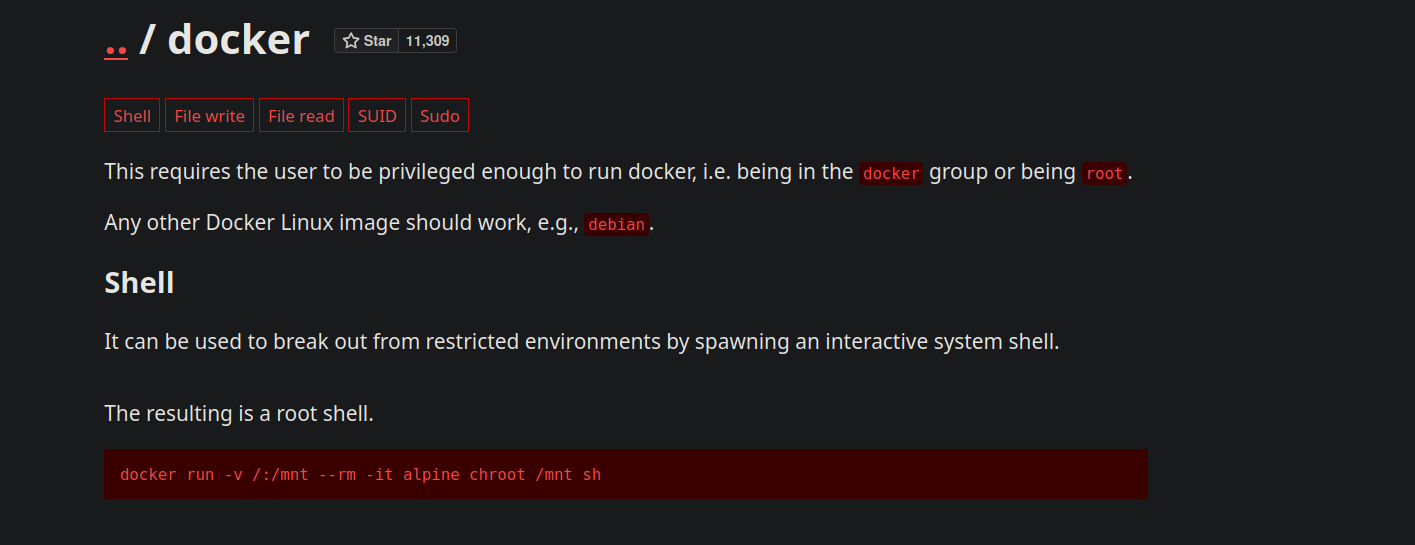 .. / docker Star 11,309
Shell File write File read SUID Sudo
This requires the user to be privileged enough to run docker, i.e. being in the docker group or being root.
Any other Docker Linux image should work, e.g., debian.
Shell
It can be used to break out from restricted environments by spawning an interactive system shell.
The resulting is a root shell.
docker run -v /:/mnt --rm -it alpine chroot /mnt sh